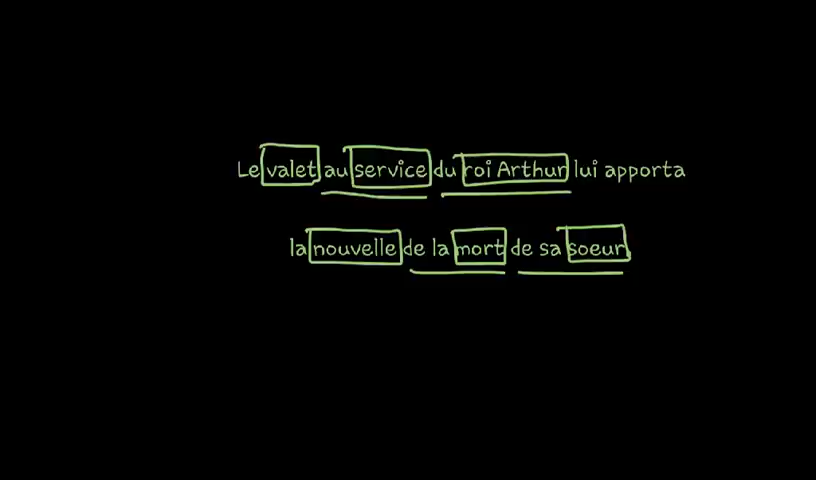 Le valet au service du roi Arthur lui apporta
la nouvelle de la mort de sa soeur.